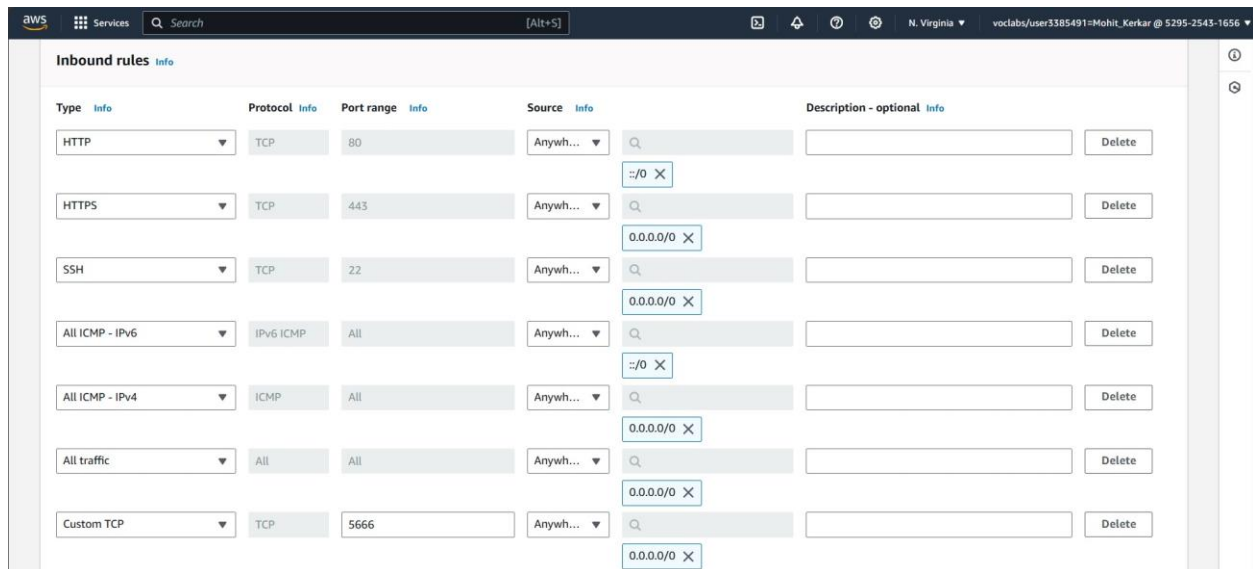 aws Services Search [Alt+S] N. Virginia voclabs/user3385491=Mohit_Kerkar @ 5295-2543-1656
Inbound rules Info
Type Info Protocol Info Port range Info Source Info Description - optional Info
HTTP TCP 80 Anywh... Delete
::/0
HTTPS TCP 443 Anywh... Delete
0.0.0.0/0
SSH TCP 22 Anywh... Delete
0.0.0.0/0
All ICMP - IPv6 IPv6 ICMP All Anywh... Delete
::/0
All ICMP - IPv4 ICMP All Anywh... Delete
0.0.0.0/0
All traffic All All Anywh... Delete
0.0.0.0/0
Custom TCP TCP 5666 Anywh... Delete
0.0.0.0/0